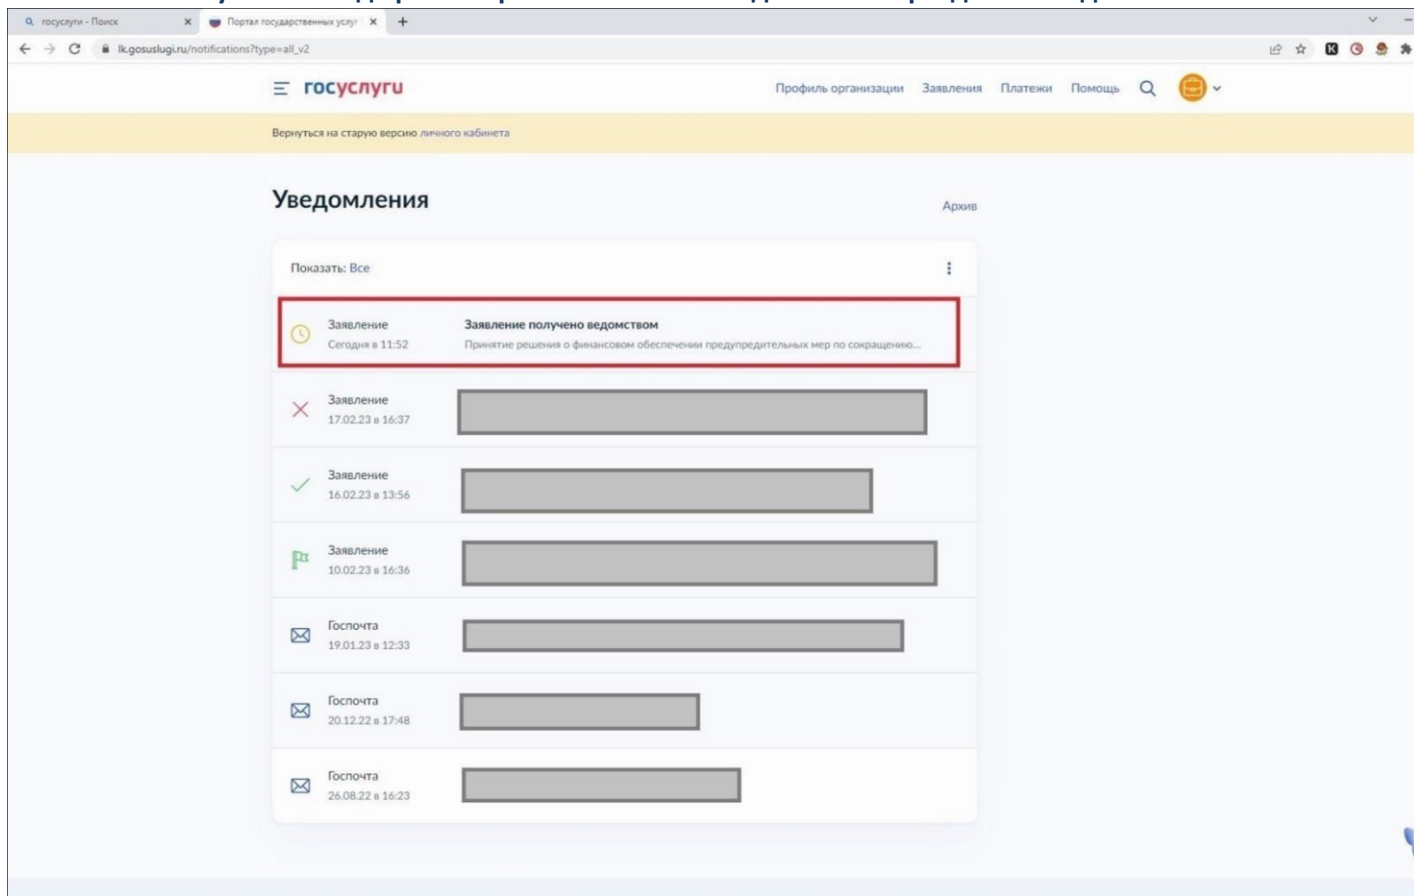 госуслуги - Поиск
Портал государственных услуг
lk.gosuslugi.ru/notifications?type=all_v2
госуслуги
Профиль организации Заявления Платежи Помощь
Вернуться на старую версию личного кабинета
Уведомления
Архив
Показать: Все
Заявление
Сегодня в 11:52
Заявление получено ведомством
Принятие решения о финансовом обеспечении предупредительных мер по сокращению...
Заявление
17.02.23 в 16:37
Заявление
16.02.23 в 13:56
Заявление
10.02.23 в 16:36
Госпочта
19.01.23 в 12:33
Госпочта
20.12.22 в 17:48
Госпочта
26.08.22 в 16:23